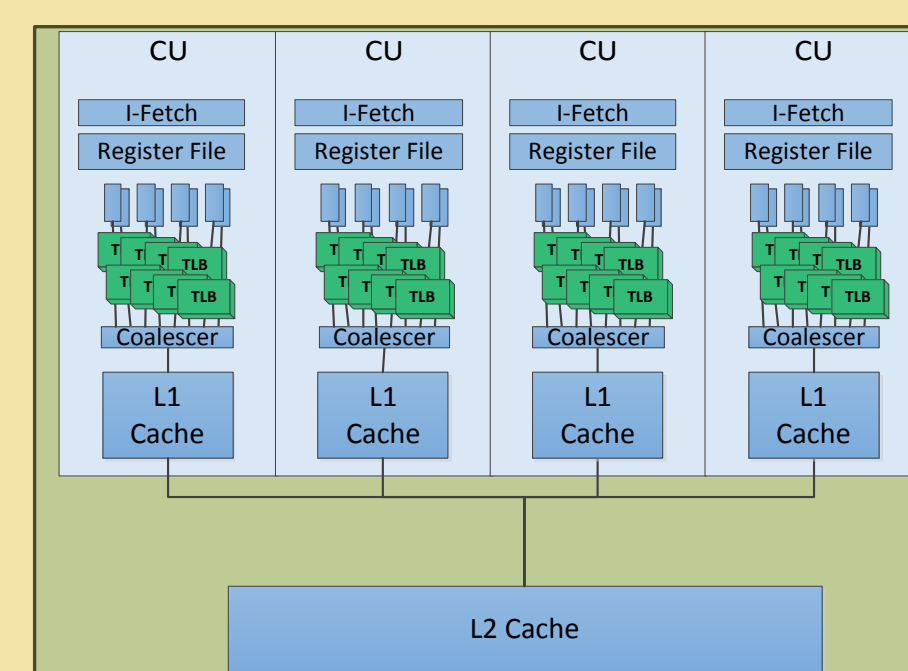 CU CU CU CU
I-Fetch I-Fetch I-Fetch I-Fetch
Register File Register File Register File Register File
T T T TLB T T T TLB T T T TLB T T T TLB
T T T TLB T T T TLB T T T TLB T T T TLB
Coalescer Coalescer Coalescer Coalescer
L1 L1 L1 L1
Cache Cache Cache Cache
L2 Cache